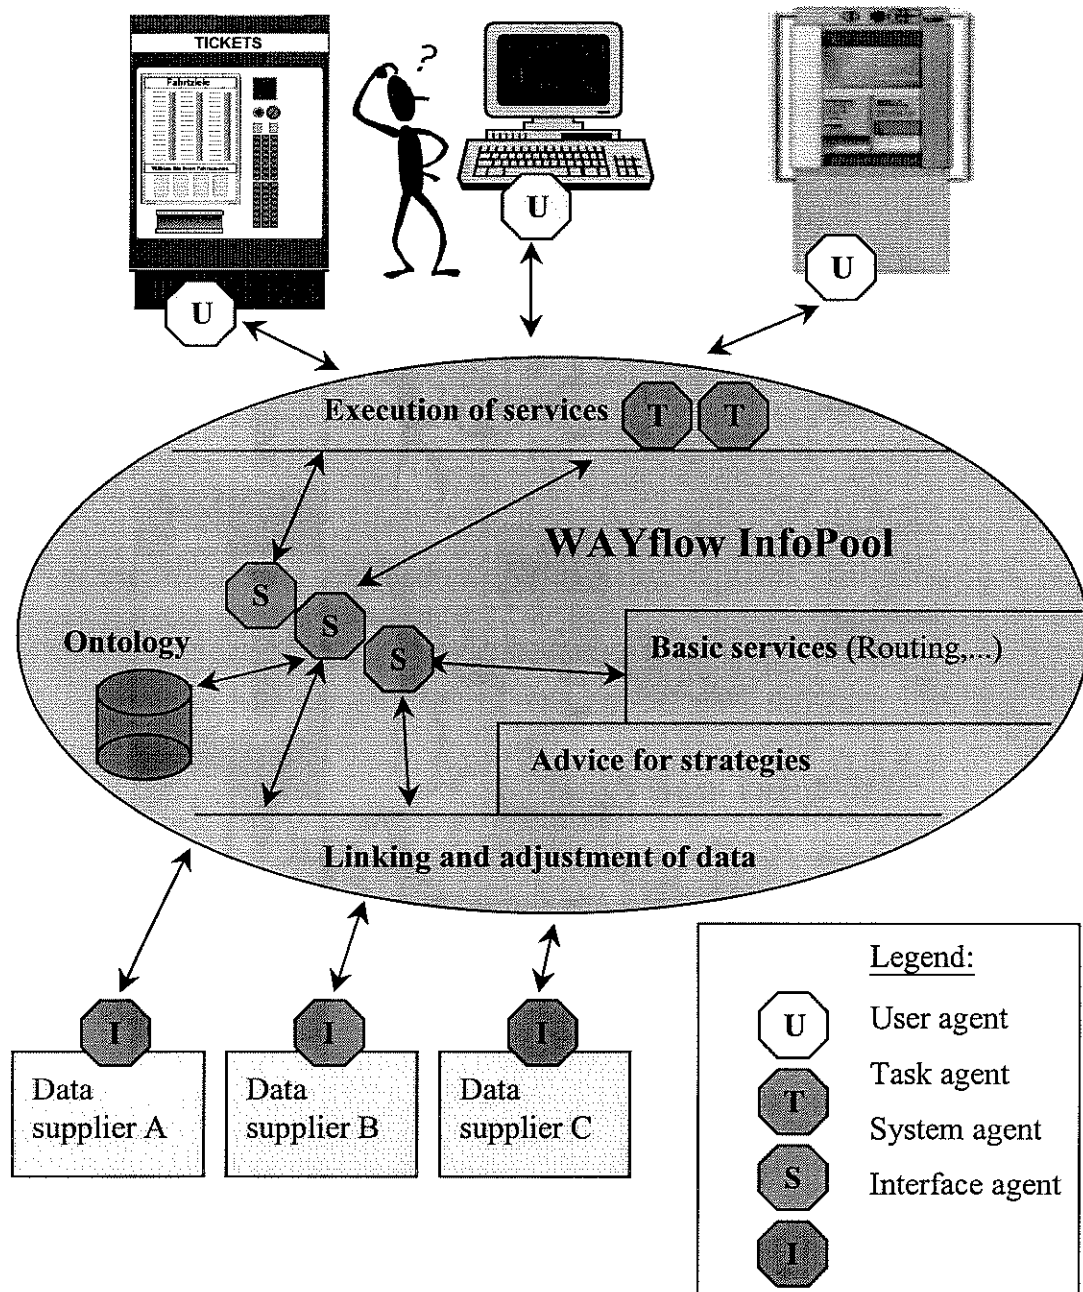 TICKETS
Fahrtziele
?
U
U
U
Execution of services T T
WAYflow InfoPool
S
S
S
Ontology
Basic services (Routing,...)
Advice for strategies
Linking and adjustment of data
I
I
I
Data
supplier A
Data
supplier B
Data
supplier C
Legend:
U
User agent
T
Task agent
S
System agent
I
Interface agent